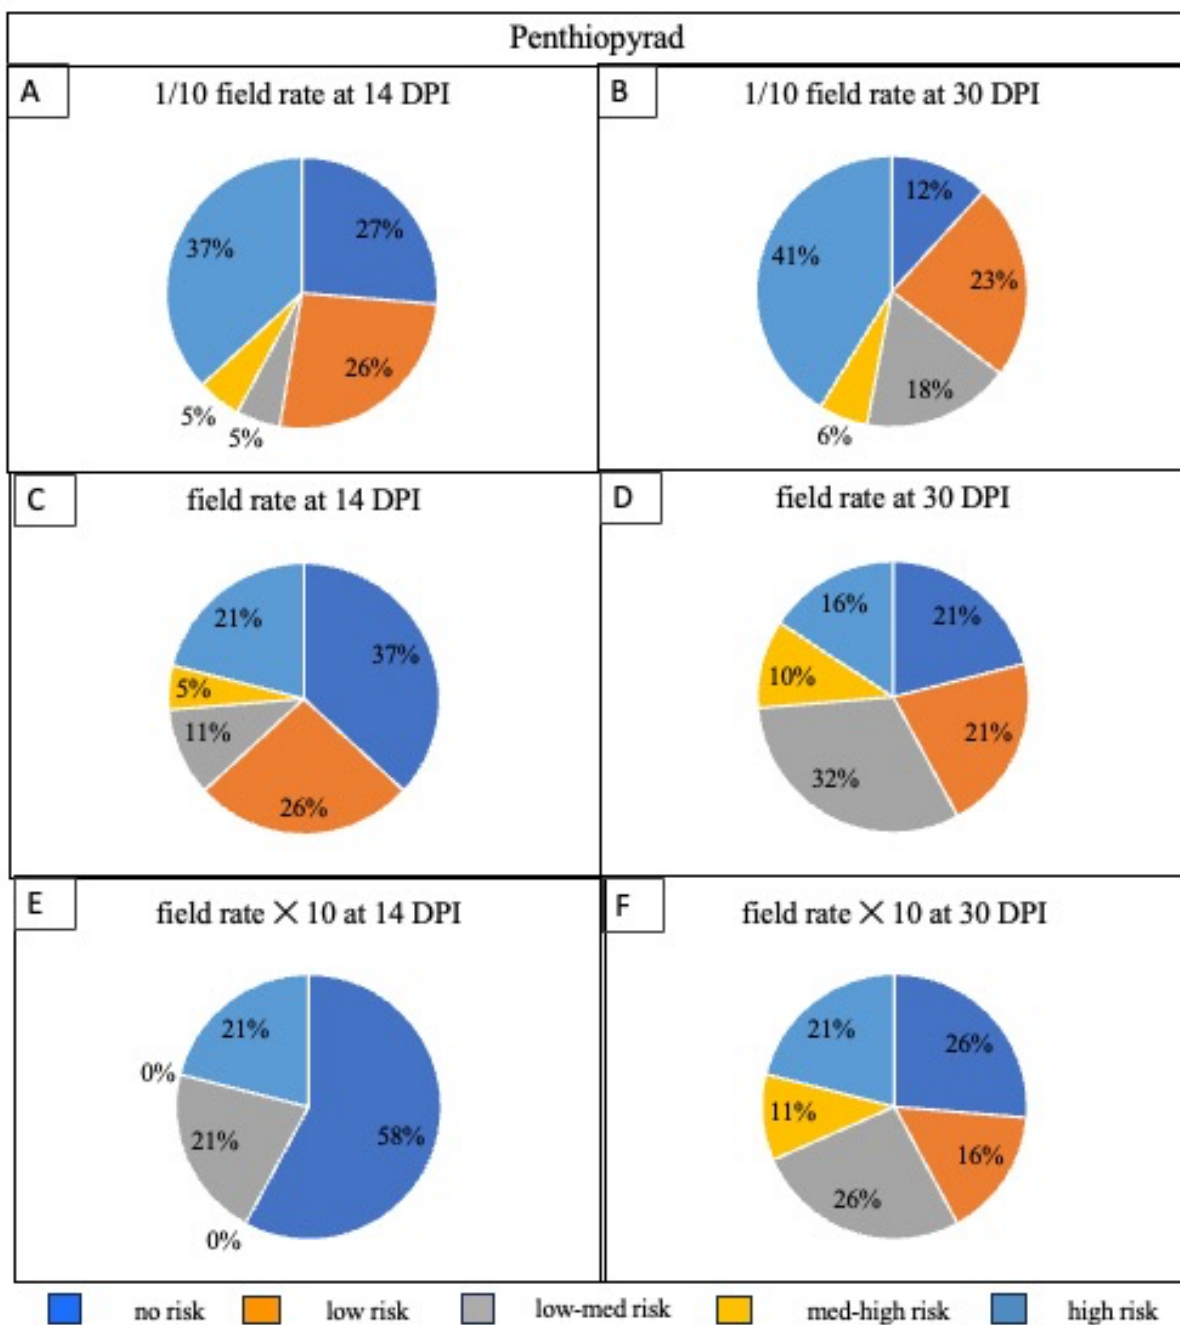 Penthiopyrad
A
1/10 field rate at 14 DPI
27%
26%
5%
5%
37%
B
1/10 field rate at 30 DPI
12%
23%
18%
6%
41%
C
field rate at 14 DPI
37%
26%
11%
5%
21%
D
field rate at 30 DPI
21%
21%
32%
10%
16%
E
field rate × 10 at 14 DPI
58%
0%
21%
0%
21%
F
field rate × 10 at 30 DPI
26%
16%
26%
11%
21%
no risk low risk low-med risk med-high risk high risk